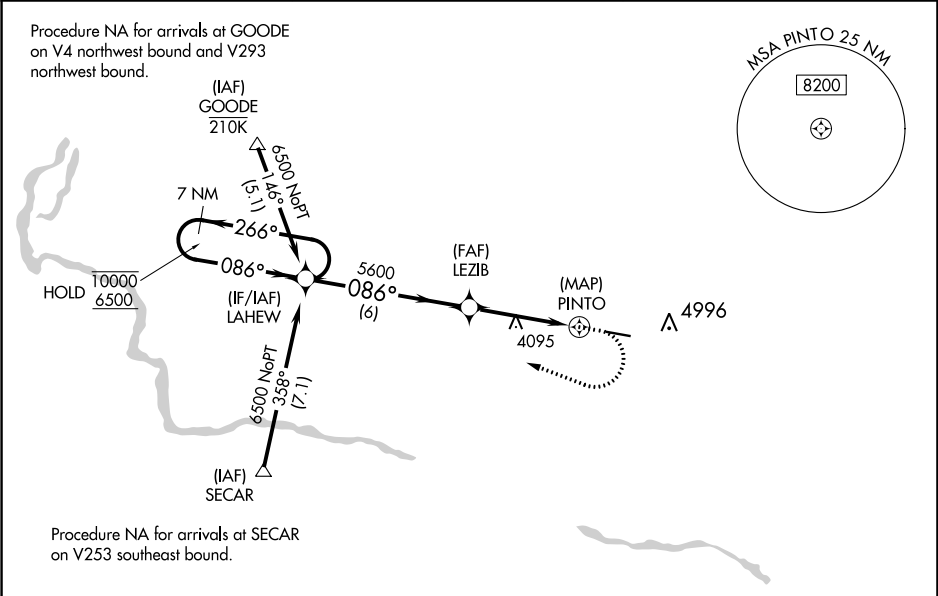 Procedure NA for arrivals at GOODE
on V4 northwest bound and V293
northwest bound.
MSA PINTO 25 NM
8200
(IAF)
GOODE
210K
6500 NoPT
146°
(5.1)
7 NM
266°
086°
HOLD
10000
6500
(IF/IAF)
LAHEW
5600
086°
(6)
(FAF)
LEZIB
(MAP)
PINTO
4095
4996
6500 NoPT
358°
(7.1)
(IAF)
SECAR
Procedure NA for arrivals at SECAR
on V253 southeast bound.